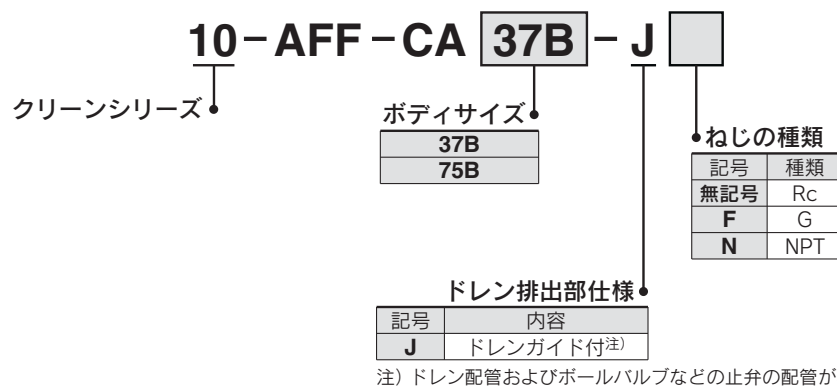 10-AFF-CA 37B-J
クリーンシリーズ
ボディサイズ
37B
75B
ねじの種類
記号 種類
無記号 Rc
F G
N NPT
ドレン排出部仕様
記号 内容
J ドレンガイド付注)
注) ドレン配管およびボールバルブなどの止弁の配管が